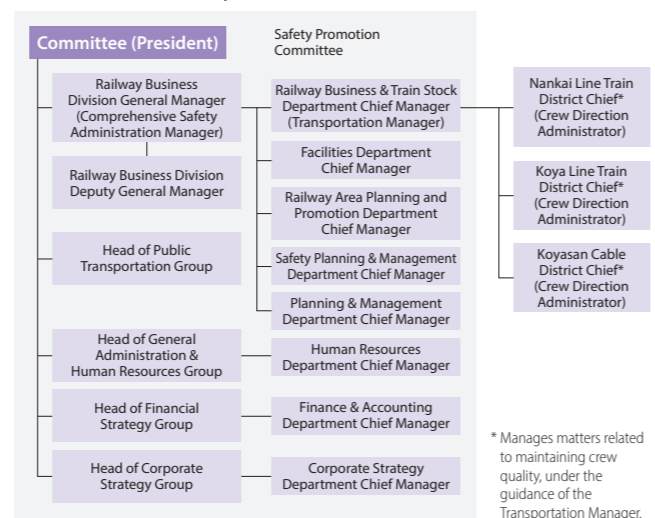 Committee (President)
Safety Promotion
Committee
Railway Business
Division General Manager
(Comprehensive Safety
Administration Manager)
Railway Business Division
Deputy General Manager
Head of Public
Transportation Group
Head of General
Administration &
Human Resources Group
Head of Financial
Strategy Group
Head of Corporate
Strategy Group
Railway Business & Train Stock
Department Chief Manager
(Transportation Manager)
Facilities Department
Chief Manager
Railway Area Planning and
Promotion Department
Chief Manager
Safety Planning & Management
Department Chief Manager
Planning & Management
Department Chief Manager
Human Resources
Department Chief Manager
Finance & Accounting
Department Chief Manager
Corporate Strategy
Department Chief Manager
Nankai Line Train
District Chief*
(Crew Direction
Administrator)
Koya Line Train
District Chief*
(Crew Direction
Administrator)
Koyasan Cable
District Chief*
(Crew Direction
Administrator)
* Manages matters related
to maintaining crew
quality, under the
guidance of the
Transportation Manager.